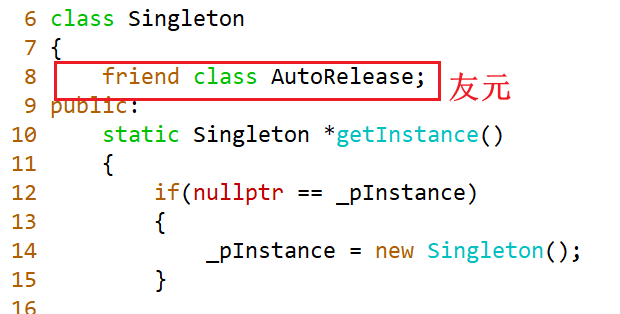 6 class Singleton
7 {
8     friend class AutoRelease; 友元
9 public:
10     static Singleton *getInstance()
11     {
12         if(nullptr == _pInstance)
13         {
14             _pInstance = new Singleton();
15         }
16